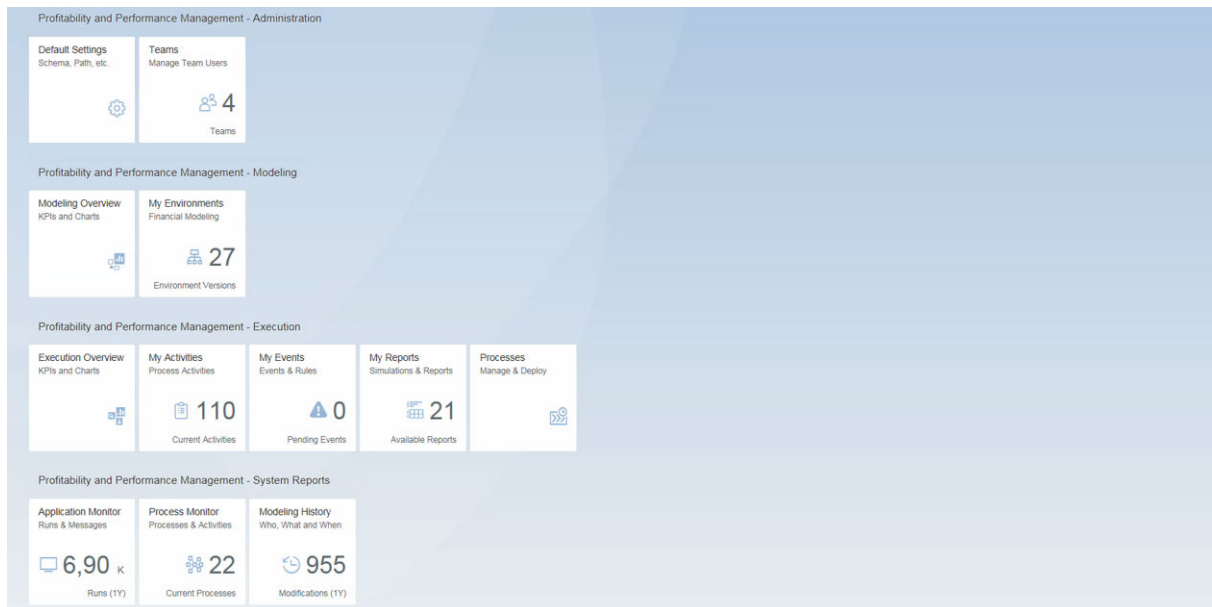 Profitability and Performance Management - Administration
Default Settings
Schema, Path, etc.
Teams
Manage Team Users
4
Teams
Profitability and Performance Management - Modeling
Modeling Overview
KPIs and Charts
My Environments
Financial Modeling
27
Environment Versions
Profitability and Performance Management - Execution
Execution Overview
KPIs and Charts
My Activities
Process Activities
110
Current Activities
My Events
Events & Rules
0
Pending Events
My Reports
Simulations & Reports
21
Available Reports
Processes
Manage & Deploy
Profitability and Performance Management - System Reports
Application Monitor
Runs & Messages
6,90 K
Runs (1Y)
Process Monitor
Processes & Activities
22
Current Processes
Modeling History
Who, What and When
955
Modifications (1Y)